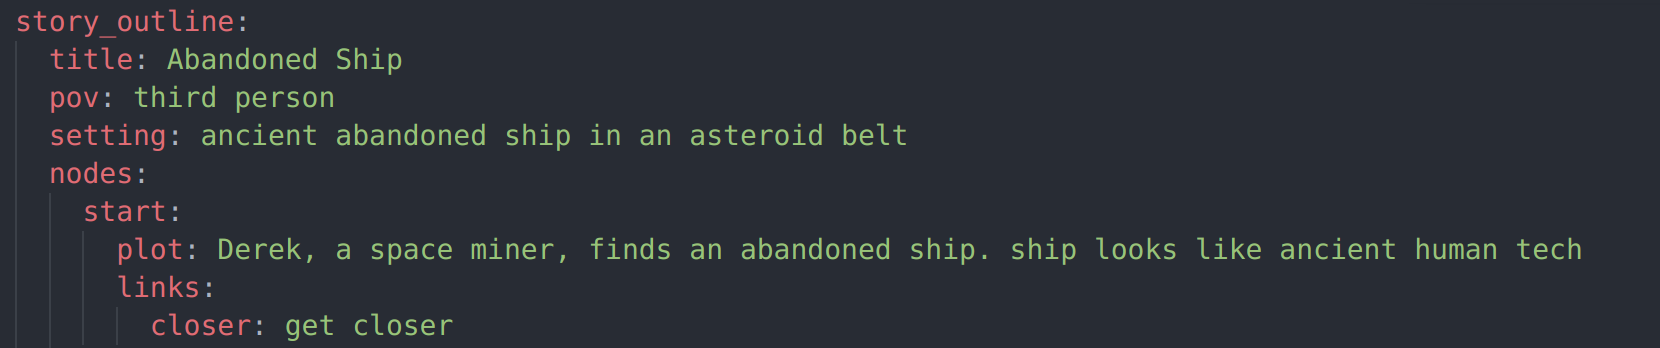 story_outline:
title: Abandoned Ship
pov: third person
setting: ancient abandoned ship in an asteroid belt
nodes:
start:
plot: Derek, a space miner, finds an abandoned ship. ship looks like ancient human tech
links:
closer: get closer